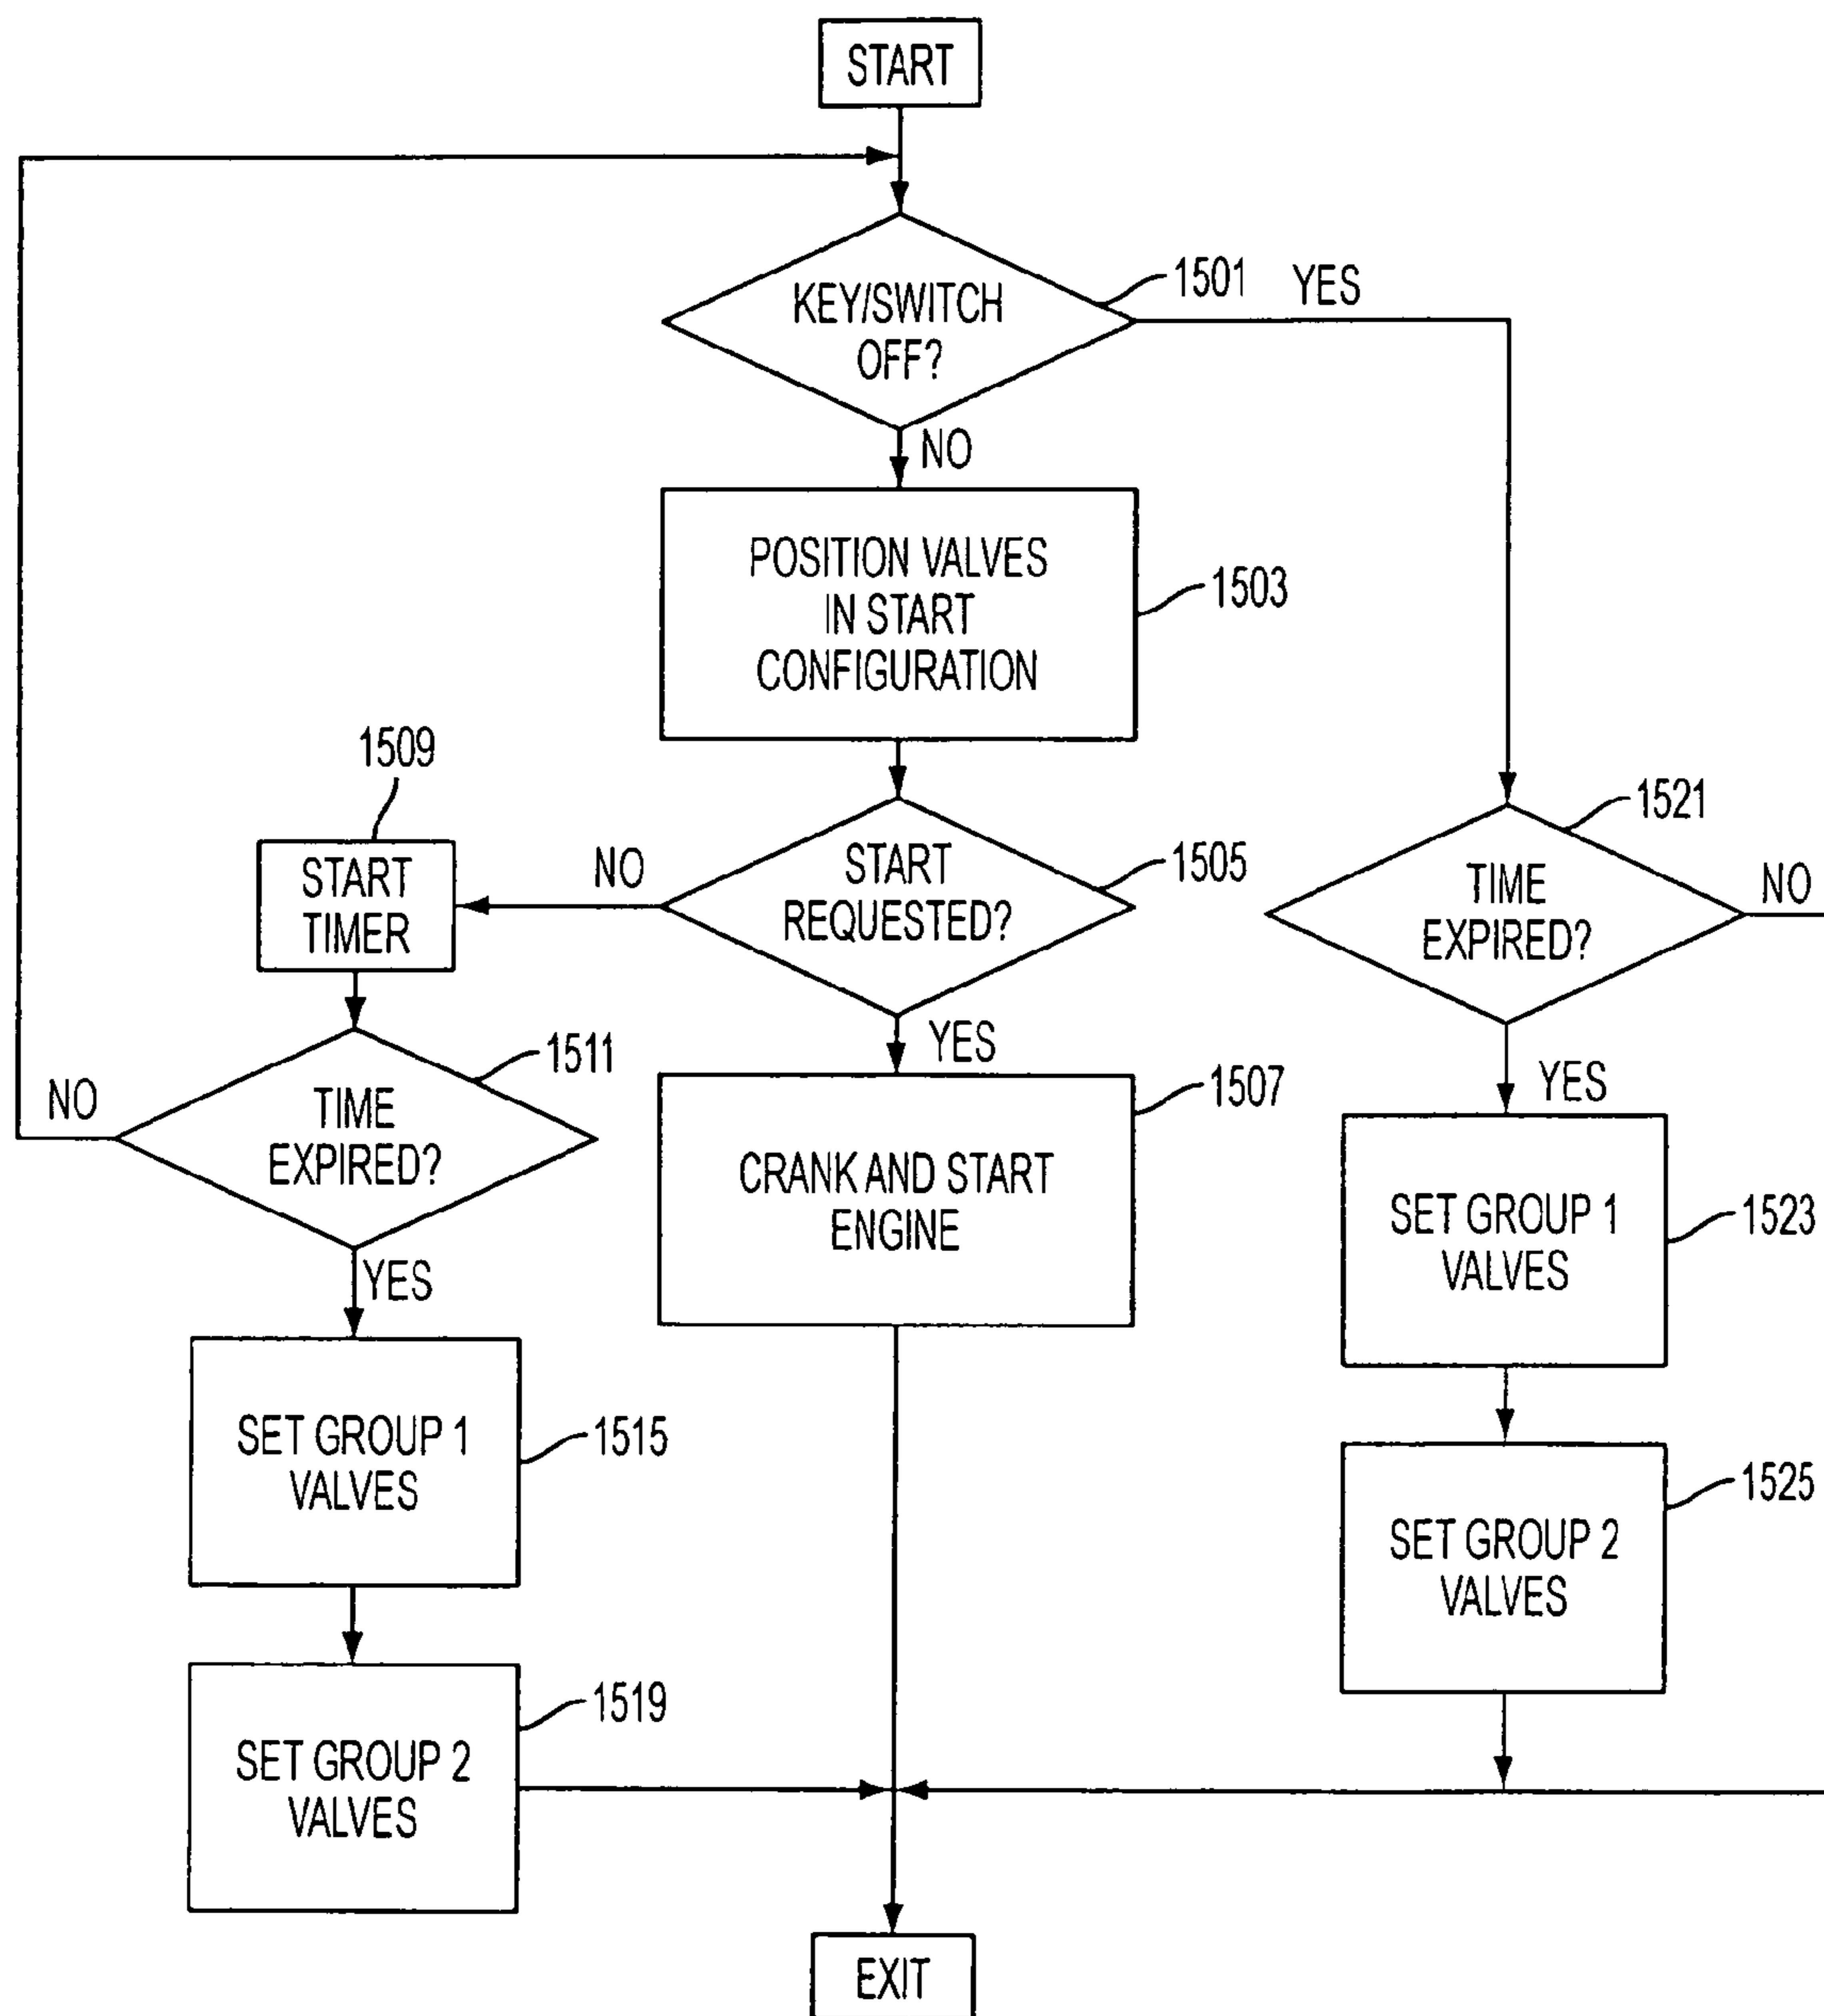 START
1501
YES
KEY/SWITCH
OFF?
NO
POSITION VALVES
IN START
CONFIGURATION
1503
1509
START
TIMER
NO
START
REQUESTED?
1505
1521
TIME
EXPIRED?
NO
YES
1511
NO
TIME
EXPIRED?
YES
CRANK AND START
ENGINE
1507
YES
SET GROUP 1
VALVES
1523
SET GROUP 1
VALVES
1515
SET GROUP 2
VALVES
1525
SET GROUP 2
VALVES
1519
EXIT